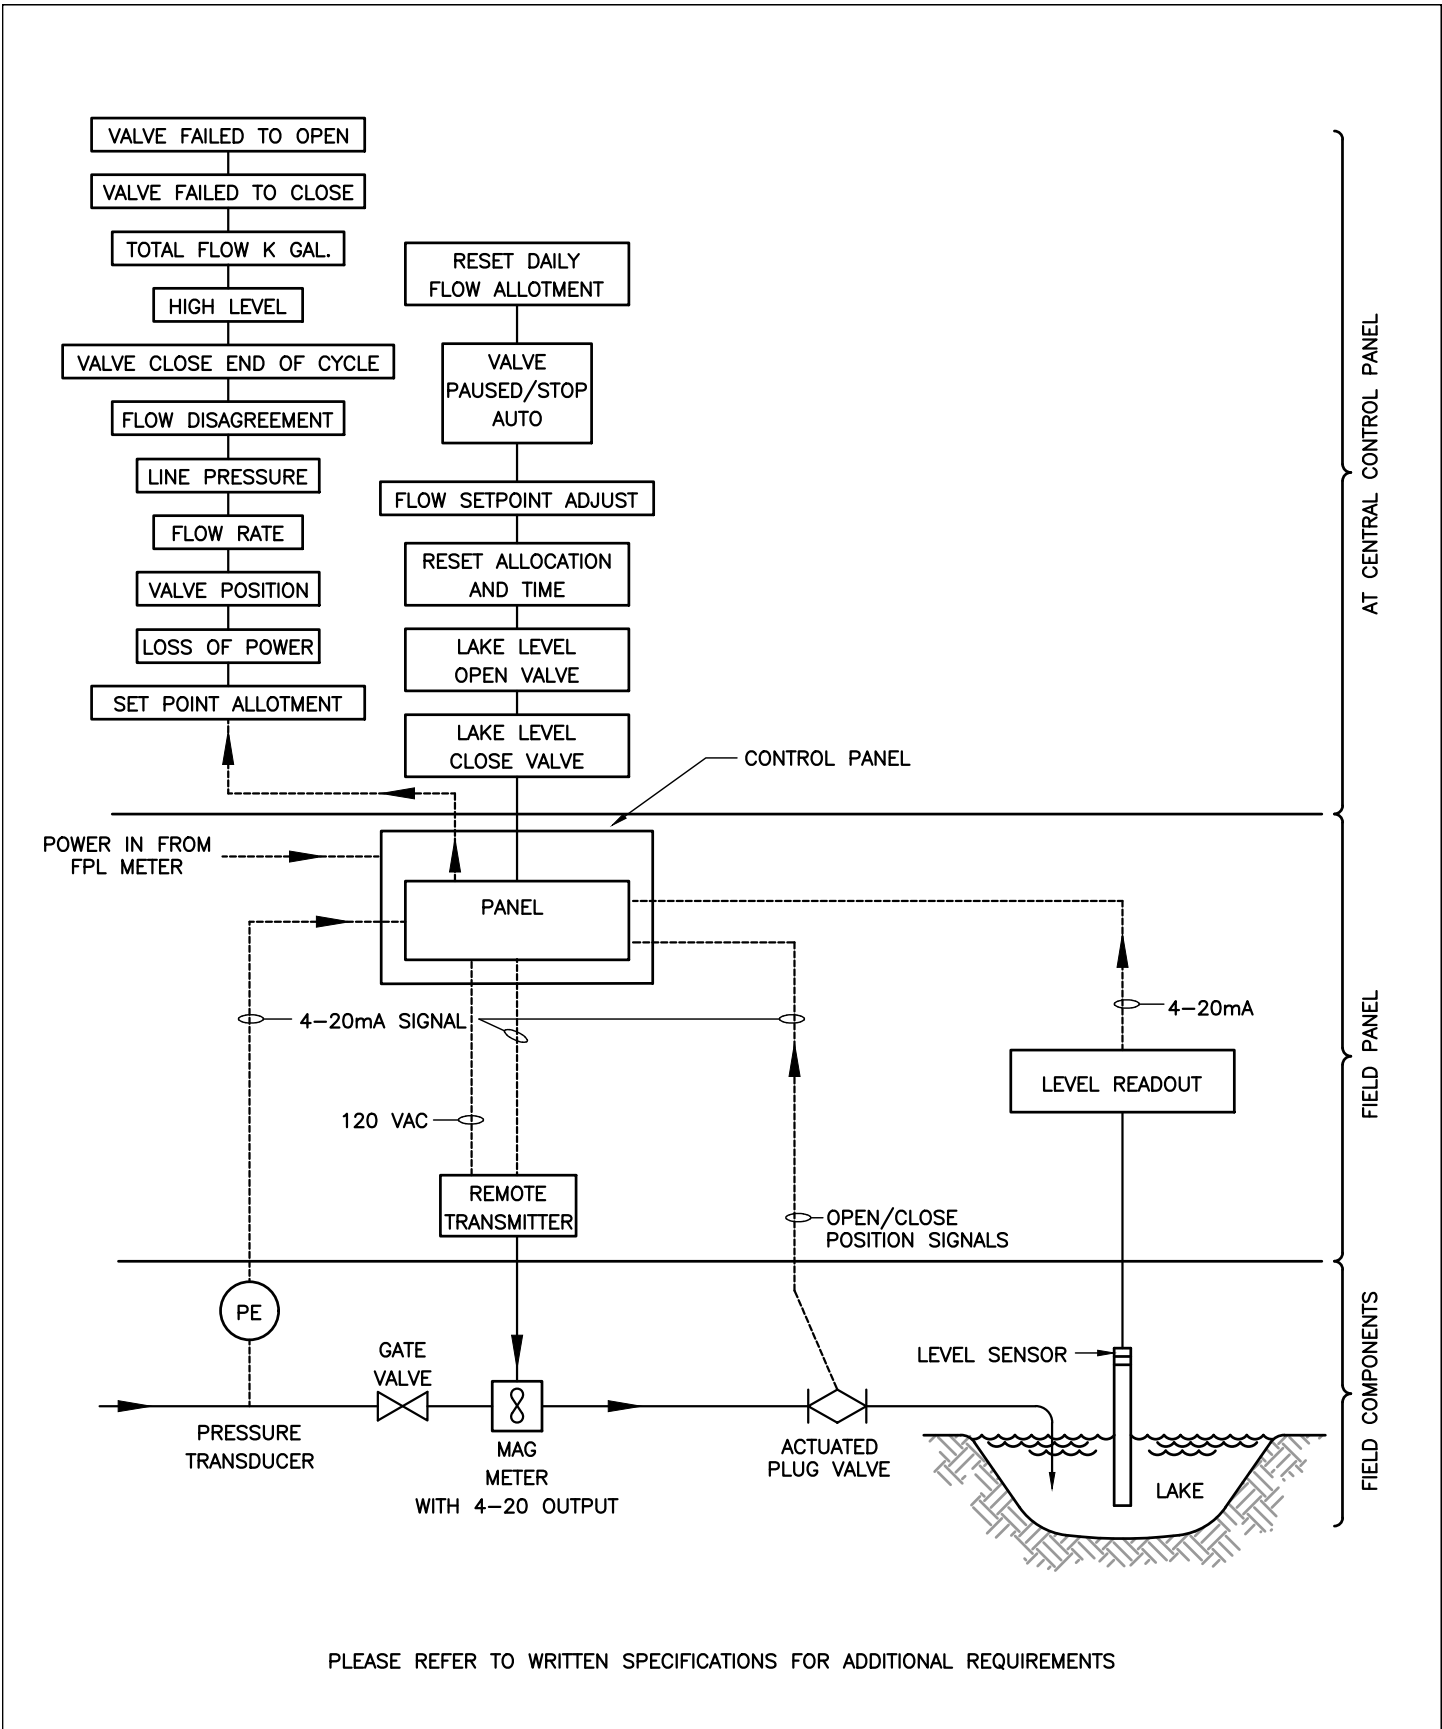 VALVE FAILED TO OPEN
VALVE FAILED TO CLOSE
TOTAL FLOW K GAL.
HIGH LEVEL
VALVE CLOSE END OF CYCLE
FLOW DISAGREEMENT
LINE PRESSURE
FLOW RATE
VALVE POSITION
LOSS OF POWER
SET POINT ALLOTMENT
RESET DAILY
FLOW ALLOTMENT
VALVE
PAUSED/STOP
AUTO
FLOW SETPOINT ADJUST
RESET ALLOCATION
AND TIME
LAKE LEVEL
OPEN VALVE
LAKE LEVEL
CLOSE VALVE
CONTROL PANEL
AT CENTRAL CONTROL PANEL
POWER IN FROM
FPL METER
PANEL
4-20mA SIGNAL
4-20mA
LEVEL READOUT
120 VAC
REMOTE
TRANSMITTER
OPEN/CLOSE
POSITION SIGNALS
FIELD PANEL
PE
GATE
VALVE
LEVEL SENSOR
PRESSURE
TRANSDUCER
MAG
METER
WITH 4-20 OUTPUT
ACTUATED
PLUG VALVE
LAKE
FIELD COMPONENTS
PLEASE REFER TO WRITTEN SPECIFICATIONS FOR ADDITIONAL REQUIREMENTS